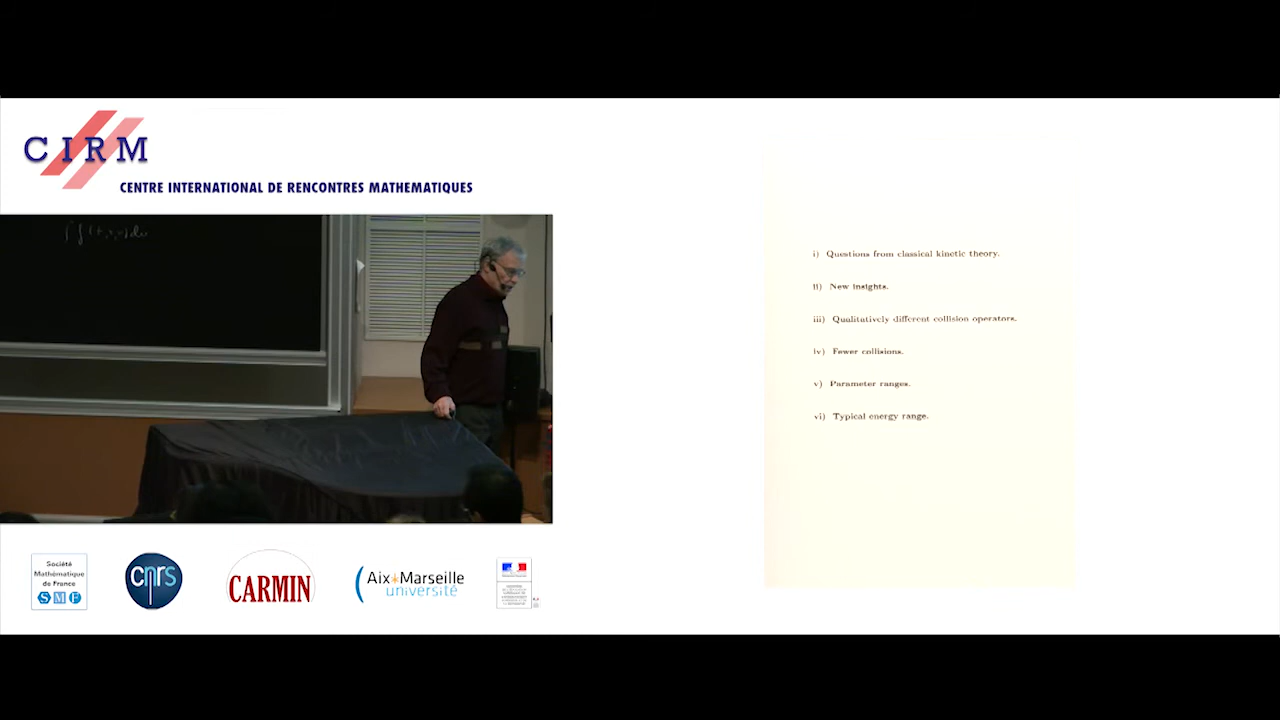 CIRM
CENTRE INTERNATIONAL DE RENCONTRES MATHEMATIQUES
i) Questions from classical kinetic theory.
ii) New insights.
iii) Qualitatively different collision operators.
iv) Fewer collisions.
v) Parameter ranges.
vi) Typical energy range.
Société
Mathématique
de France
SMF
cnrs
CARMIN
Aix*Marseille
université